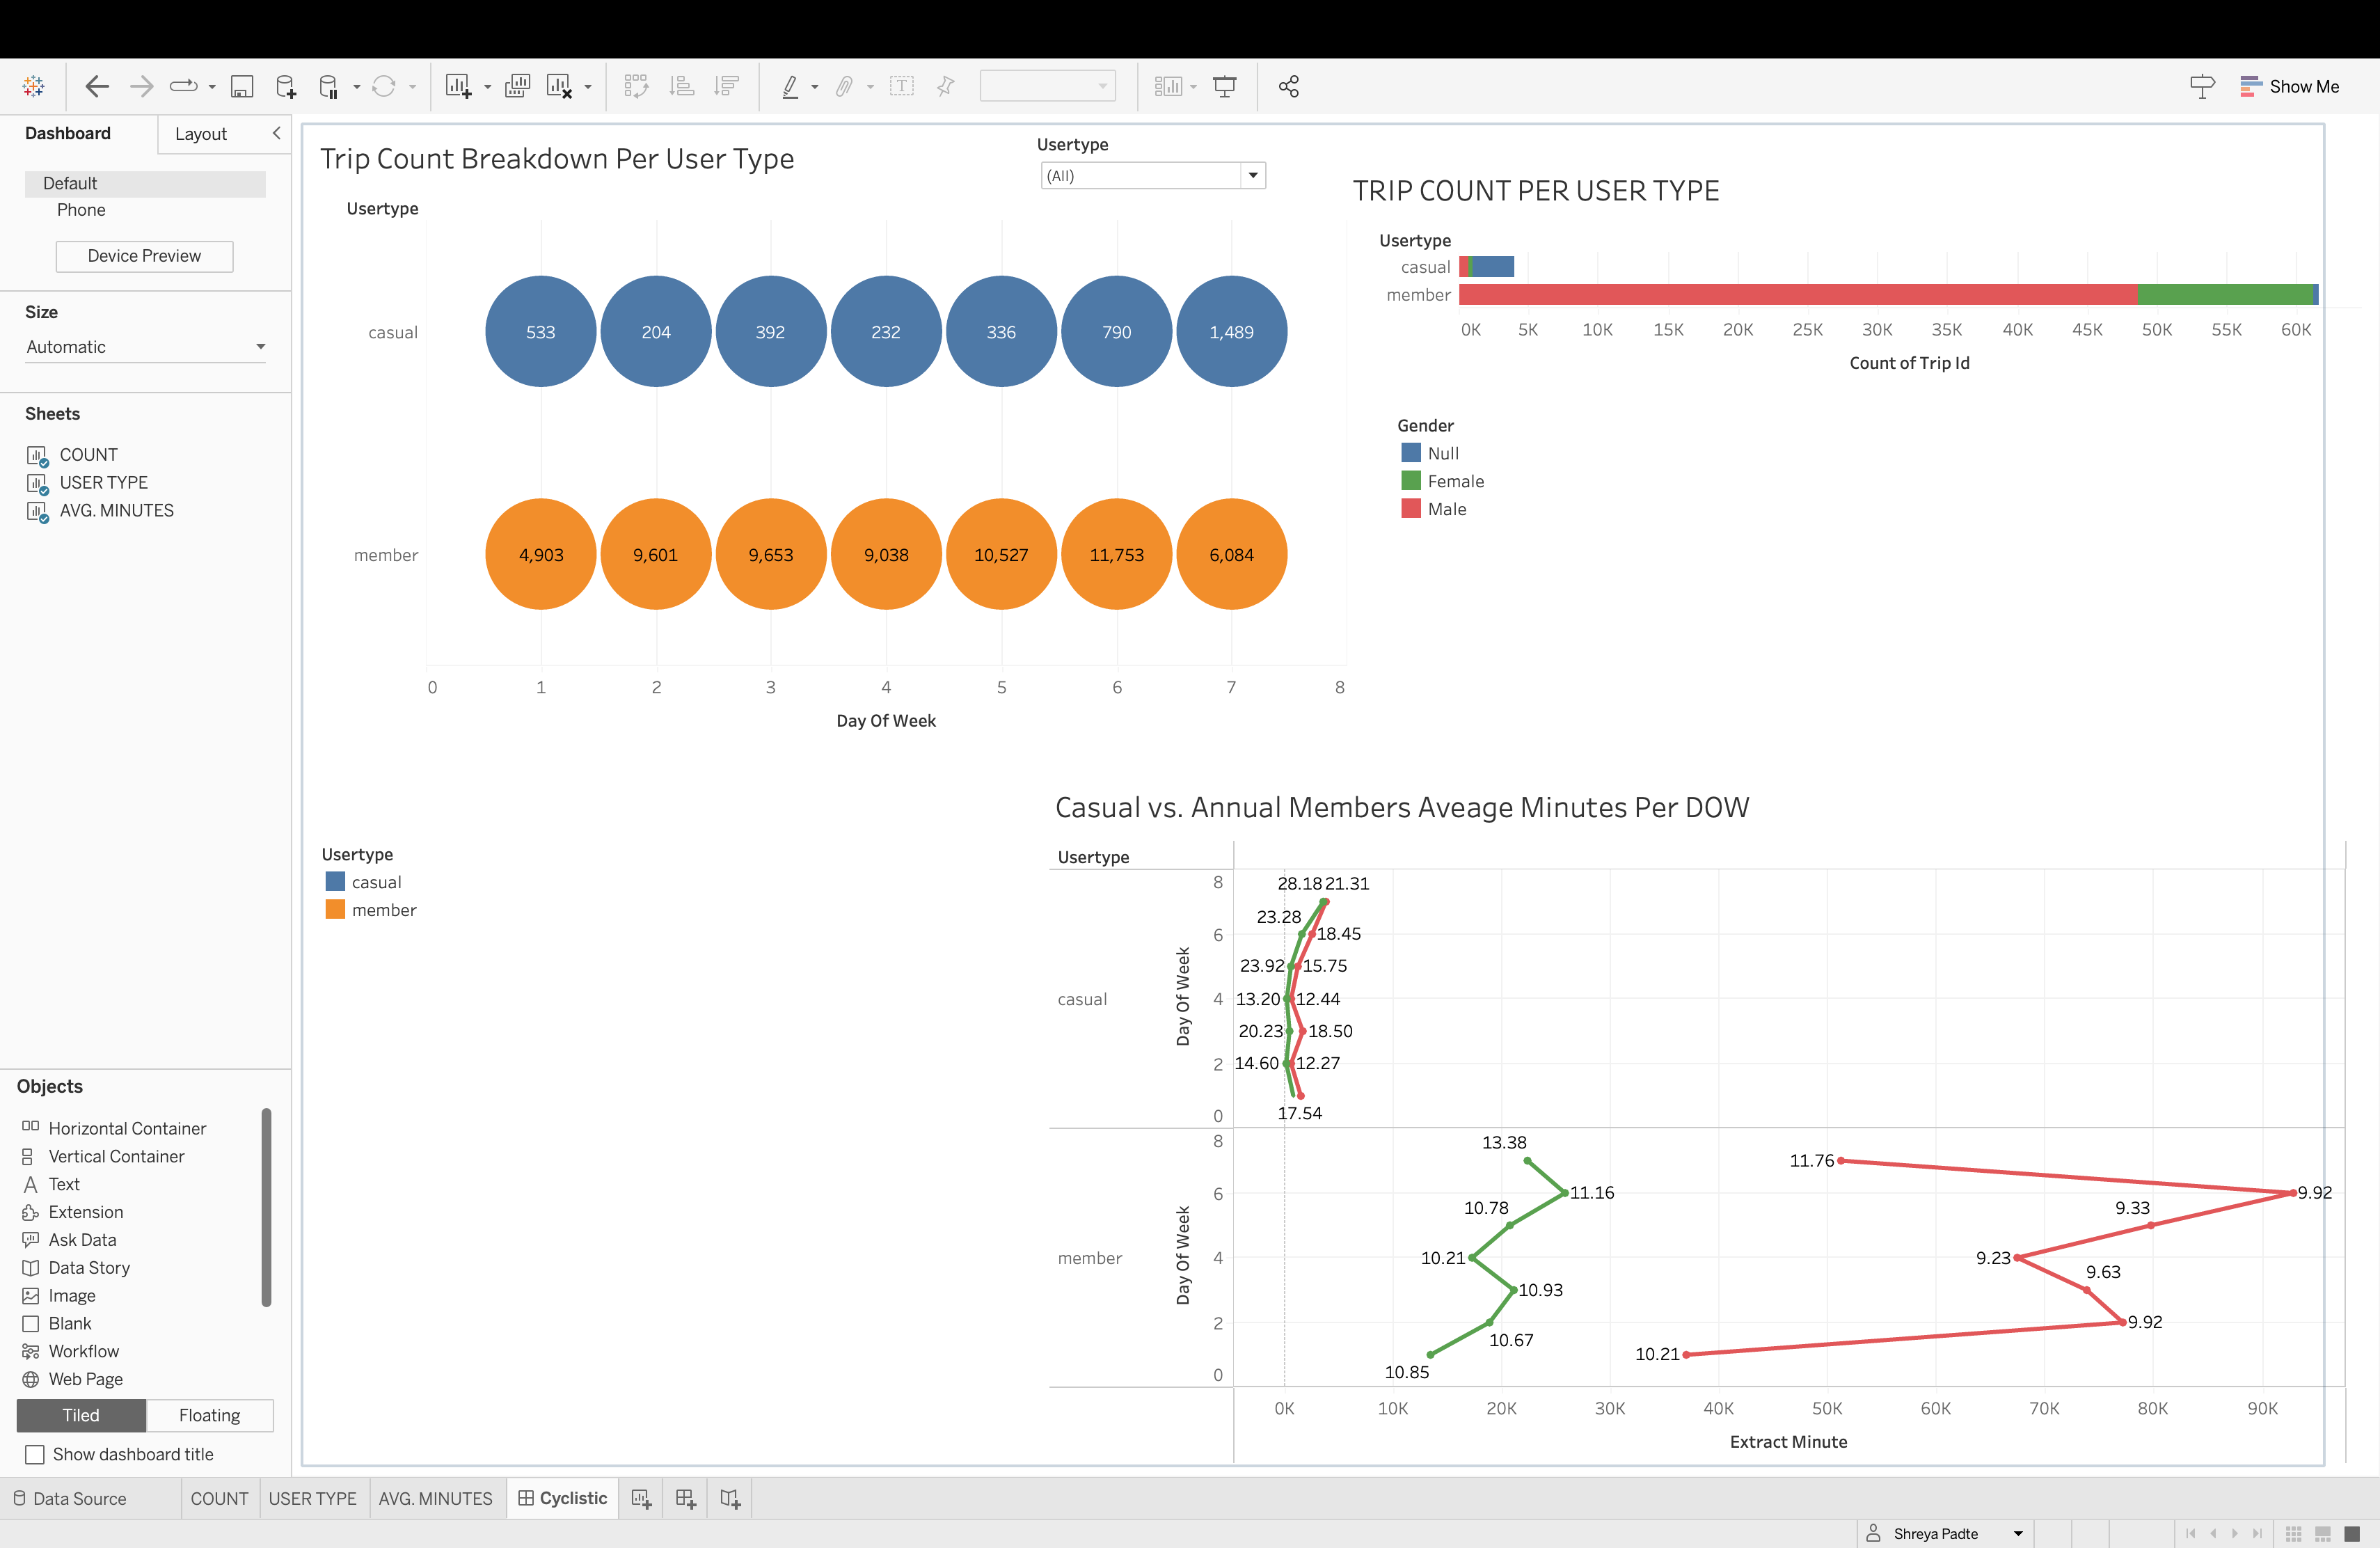 Show Me
Dashboard
Layout
Default
Phone
Device Preview
Size
Automatic
Sheets
COUNT
USER TYPE
AVG. MINUTES
Objects
Horizontal Container
Vertical Container
Text
Extension
Ask Data
Data Story
Image
Blank
Workflow
Web Page
Tiled Floating
Show dashboard title
Trip Count Breakdown Per User Type
Usertype
(All)
Usertype
casual 533 204 392 232 336 790 1,489
member 4,903 9,601 9,653 9,038 10,527 11,753 6,084
0 1 2 3 4 5 6 7 8
Day Of Week
TRIP COUNT PER USER TYPE
Usertype
casual
member
0K 5K 10K 15K 20K 25K 30K 35K 40K 45K 50K 55K 60K
Count of Trip Id
Gender
Null
Female
Male
Usertype
casual
member
Casual vs. Annual Members Aveage Minutes Per DOW
Usertype
casual
Day Of Week
8
6
4
2
0
28.18 21.31
23.28 18.45
23.92 15.75
13.20 12.44
20.23 18.50
14.60 12.27
17.54
member
Day Of Week
8
6
4
2
0
13.38 11.76
11.16 9.92
10.78 9.33
10.21 9.23
10.93 9.63
10.67 9.92
10.85 10.21
0K 10K 20K 30K 40K 50K 60K 70K 80K 90K
Extract Minute
Data Source COUNT USER TYPE AVG. MINUTES Cyclistic
Shreya Padte